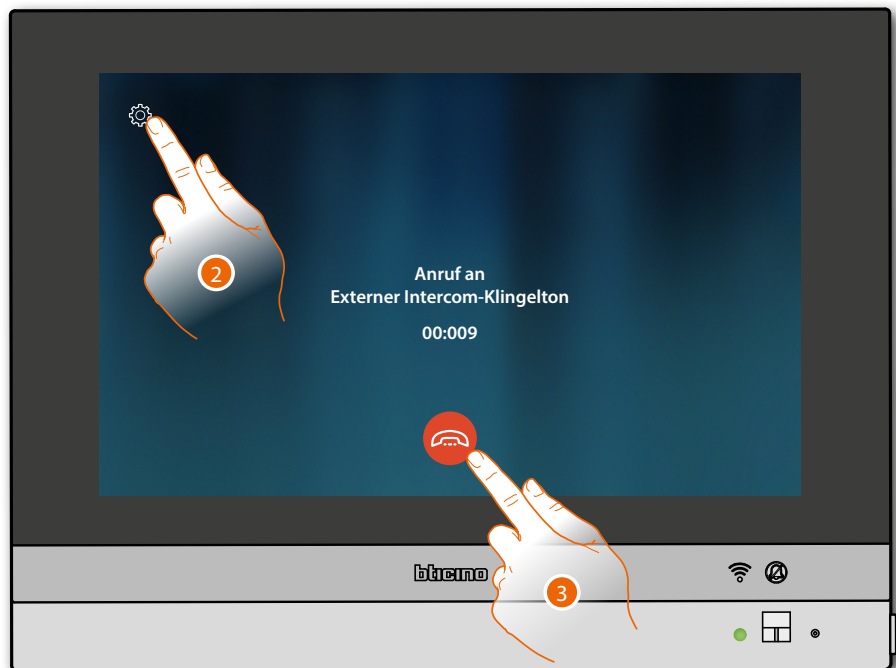 2
Anruf an
Externer Intercom-Klingelton
00:009
bticino
3